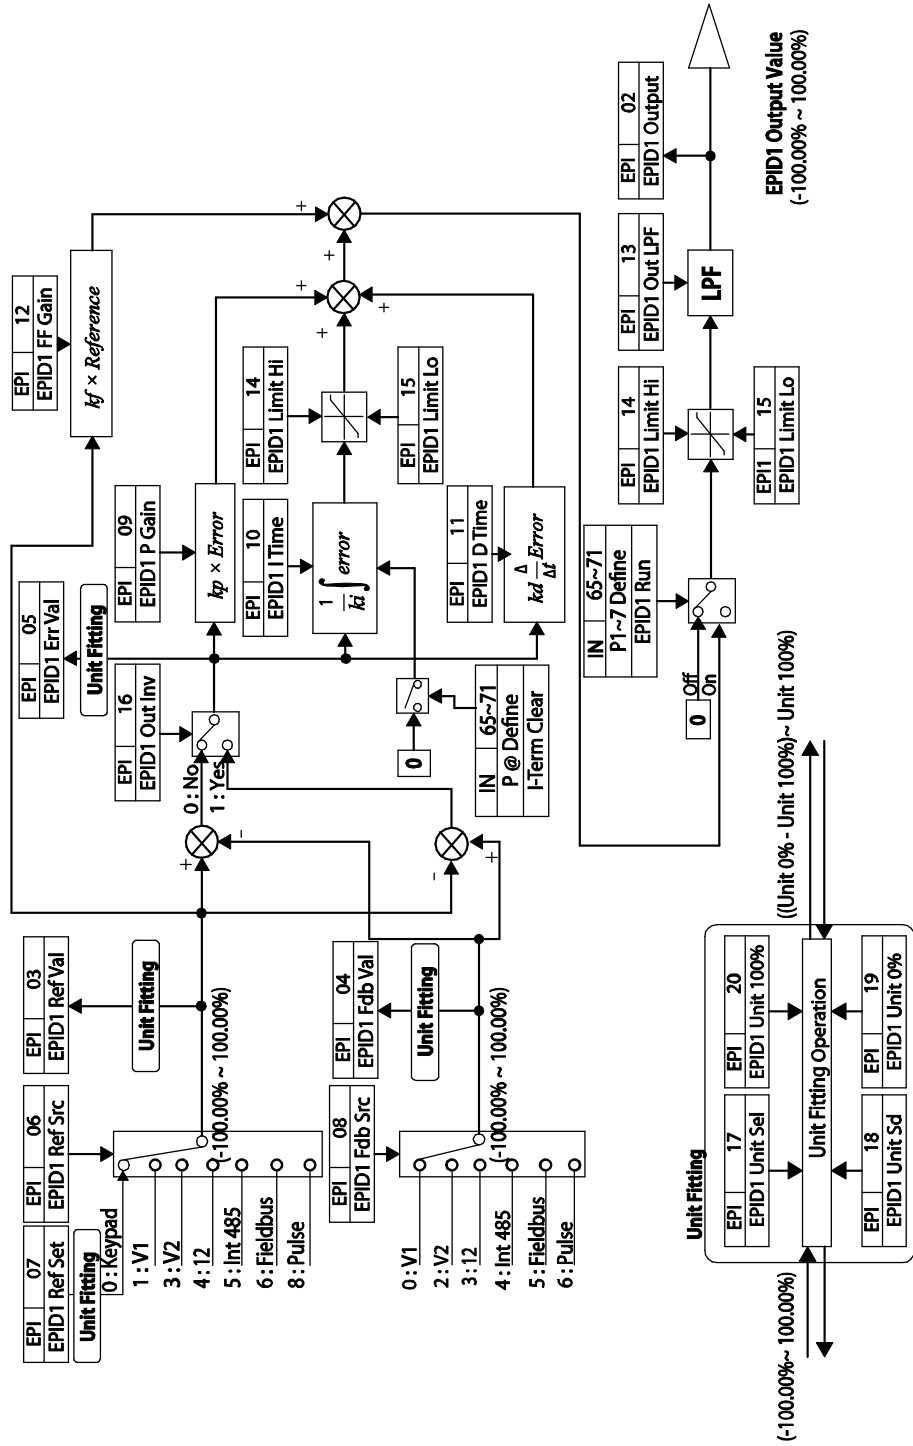 EPI 07
EPID1 Ref Set
Unit Fitting
EPI 06
EPID1 Ref Src
0 : Keypad
1 : V1
3 : V2
4 : 12
5 : Int 485
6 : Fieldbus
8 : Pulse
(-100.00% ~ 100.00%)
EPI 03
EPID1 Ref Val
Unit Fitting
EPI 08
EPID1 Fdb Src
0 : V1
2 : V2
3 : 12
4 : Int 485
5 : Fieldbus
6 : Pulse
(-100.00% ~ 100.00%)
EPI 04
EPID1 Fdb Val
Unit Fitting
+
-
-
+
0 : No
1 : Yes
EPI 16
EPID1 Out Inv
EPI 05
EPID1 Err Val
Unit Fitting
EPI 12
EPID1 FF Gain
kf × Reference
EPI 09
EPID1 P Gain
kp × Error
EPI 10
EPID1 I Time
1/ki ∫ error
EPI 14
EPID1 Limit Hi
EPI 15
EPID1 Limit Lo
EPI 11
EPID1 D Time
kd Δ/Δt Error
0
IN 65~71
P @ Define
I-Term Clear
+
+
+
+
+
IN 65~71
P1~7 Define
EPID1 Run
0
Off
On
EPI 14
EPID1 Limit Hi
EPI1 15
EPID1 Limit Lo
EPI 13
EPID1 Out LPF
LPF
EPI 02
EPID1 Output
EPID1 Output Value
(-100.00% ~ 100.00%)
Unit Fitting
EPI 17
EPID1 Unit Sel
EPI 20
EPID1 Unit 100%
Unit Fitting Operation
EPI 18
EPID1 Unit Sd
EPI 19
EPID1 Unit 0%
(-100.00%~ 100.00%)
((Unit 0% - Unit 100%)~ Unit 100%)